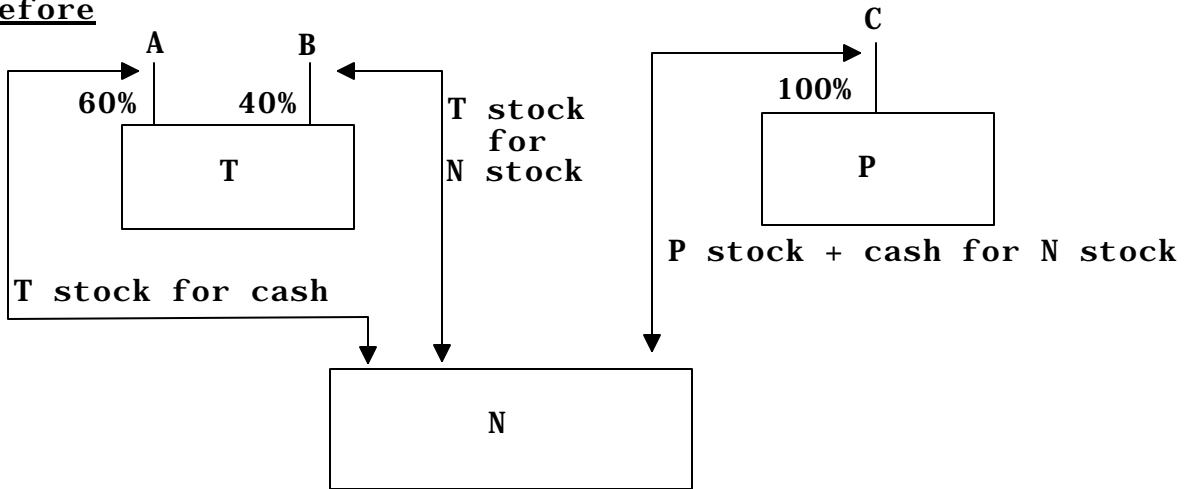 efore
A
B
C
60%
40%
100%
T stock
for
N stock
T
P
P stock + cash for N stock
T stock for cash
N